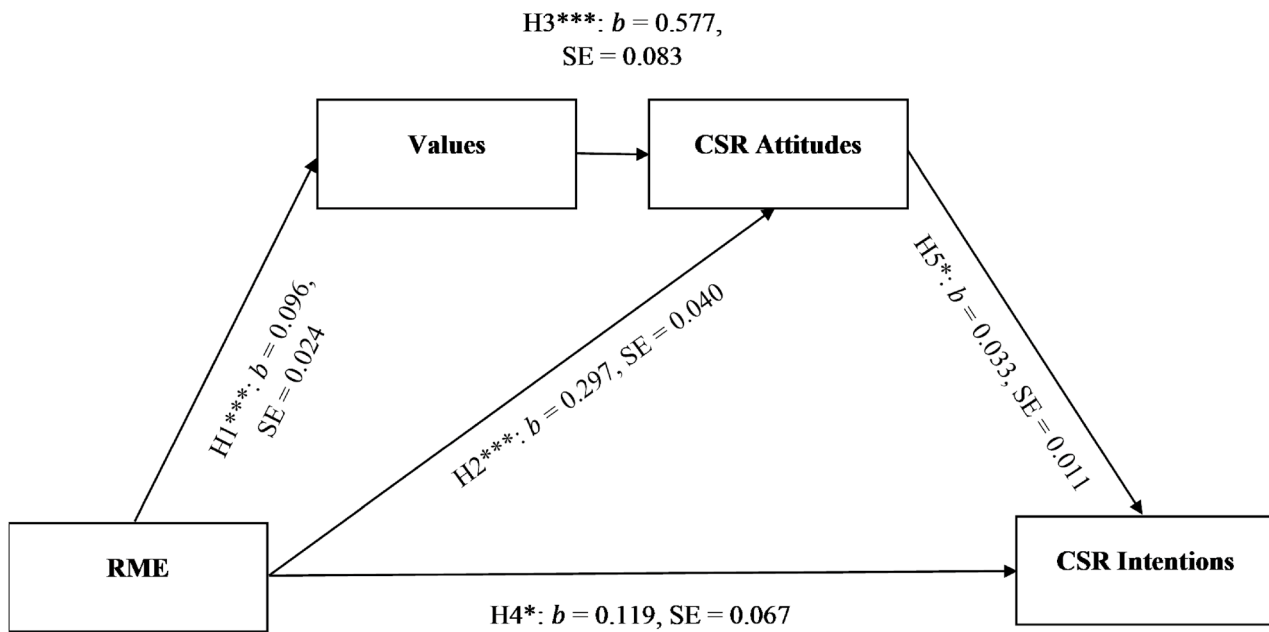 H3***: b = 0.577,
SE = 0.083
Values
CSR Attitudes
H1***: b = 0.096,
SE = 0.024
H2***: b = 0.297, SE = 0.040
H5*: b = 0.033, SE = 0.011
RME
CSR Intentions
H4*: b = 0.119, SE = 0.067